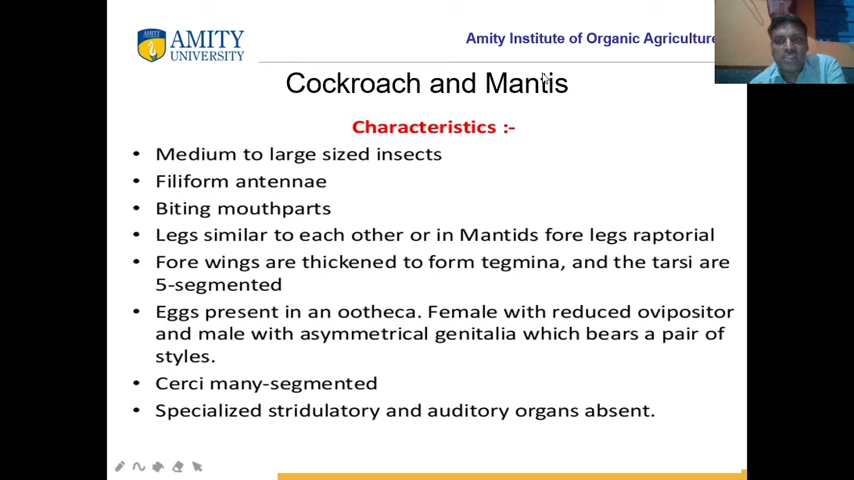 AMITY
AMITY
UNIVERSITY
Amity Institute of Organic Agriculture
Cockroach and Mantis
Characteristics :-
• Medium to large sized insects
• Filiform antennae
• Biting mouthparts
• Legs similar to each other or in Mantids fore legs raptorial
• Fore wings are thickened to form tegmina, and the tarsi are
5-segmented
• Eggs present in an ootheca. Female with reduced ovipositor
and male with asymmetrical genitalia which bears a pair of
styles.
• Cerci many-segmented
• Specialized stridulatory and auditory organs absent.